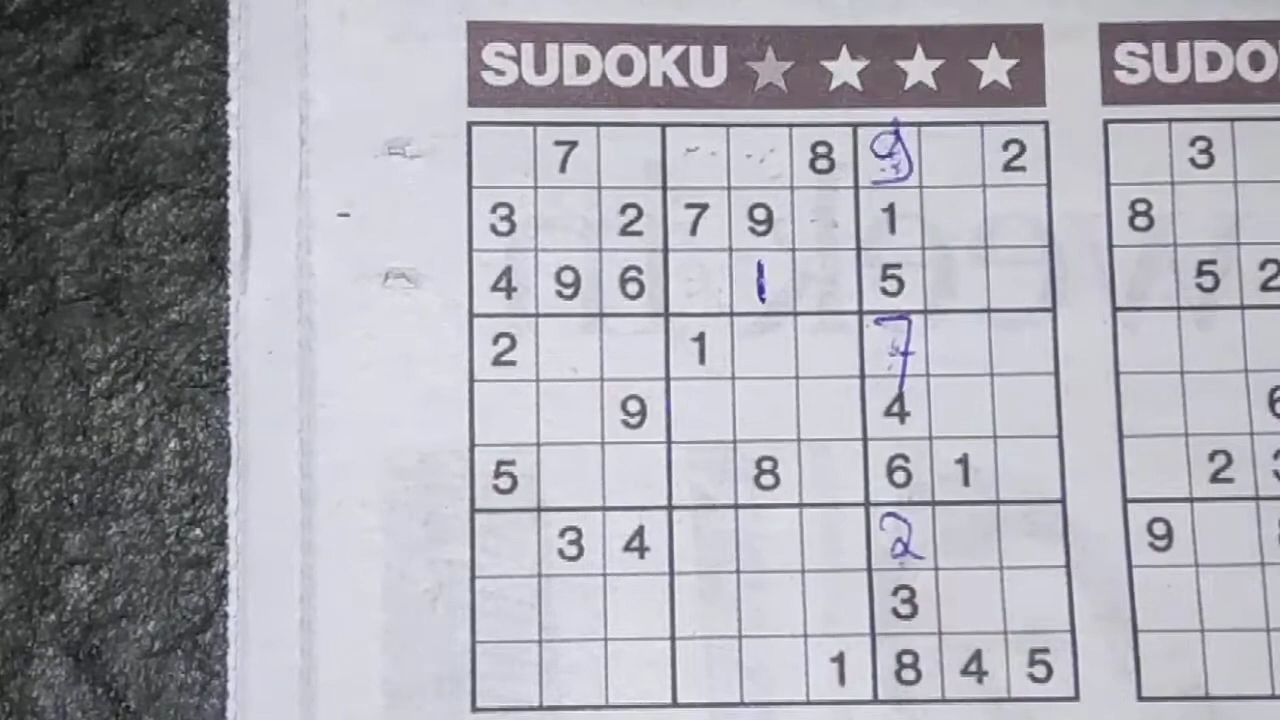 SUDOKU SUDO
7 8 9 2 3
3 2 7 9 1 8
4 9 6 1 5 5 2
2 1 7
9 4 6
5 8 6 1 2
3 4 2 9
3
1 8 4 5